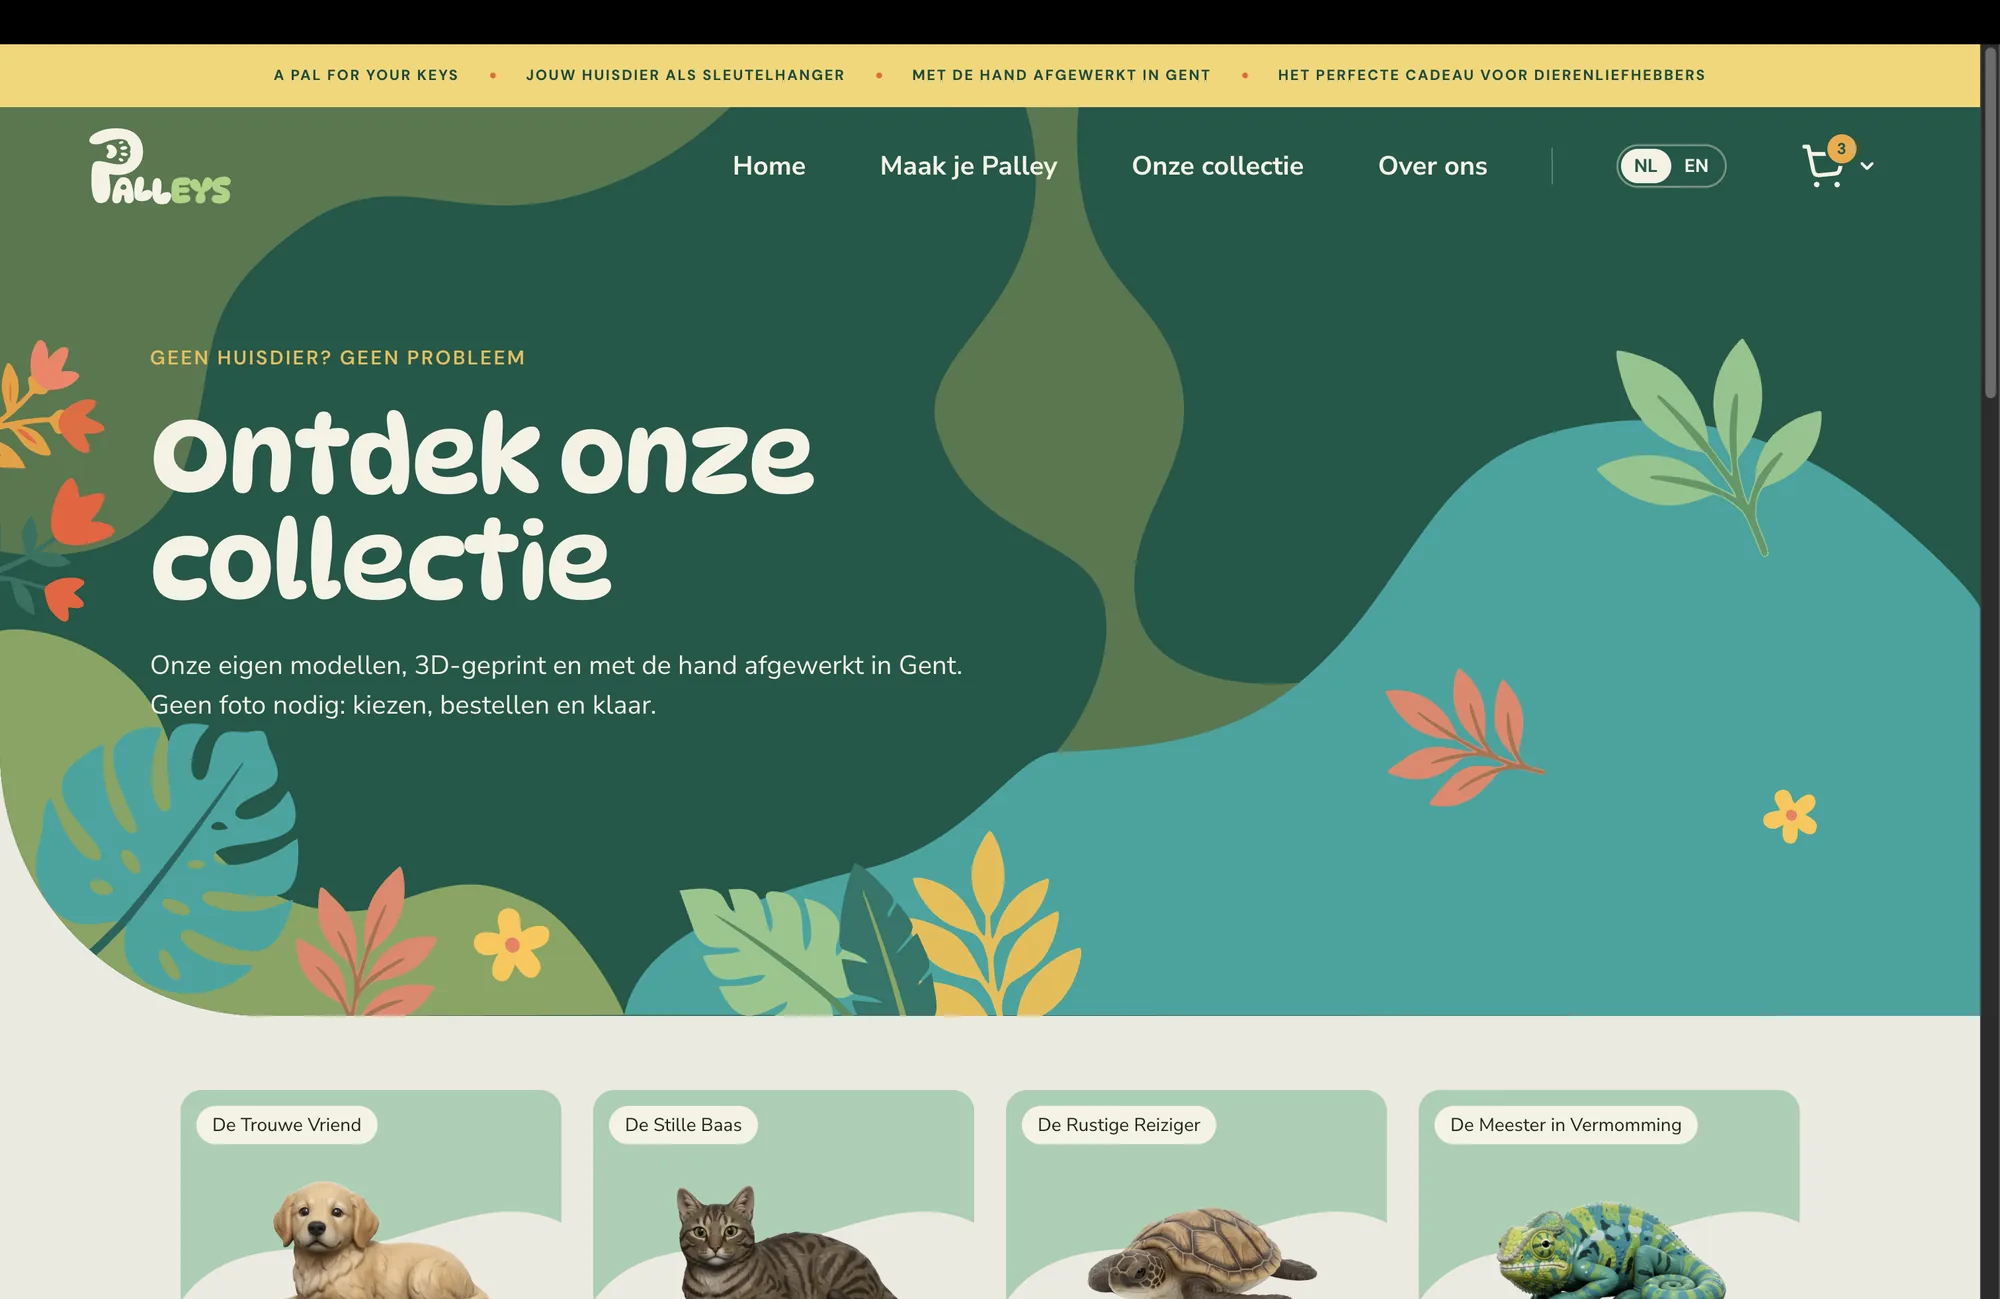 A PAL FOR YOUR KEYS • JOUW HUISDIER ALS SLEUTELHANGER • MET DE HAND AFGEWERKT IN GENT • HET PERFECTE CADEAU VOOR DIERENLIEFHEBBERS
PALLEYS
Home Maak je Palley Onze collectie Over ons NL EN 3
GEEN HUISDIER? GEEN PROBLEEM
Ontdek onze
collectie
Onze eigen modellen, 3D-geprint en met de hand afgewerkt in Gent.
Geen foto nodig: kiezen, bestellen en klaar.
De Trouwe Vriend
De Stille Baas
De Rustige Reiziger
De Meester in Vermomming